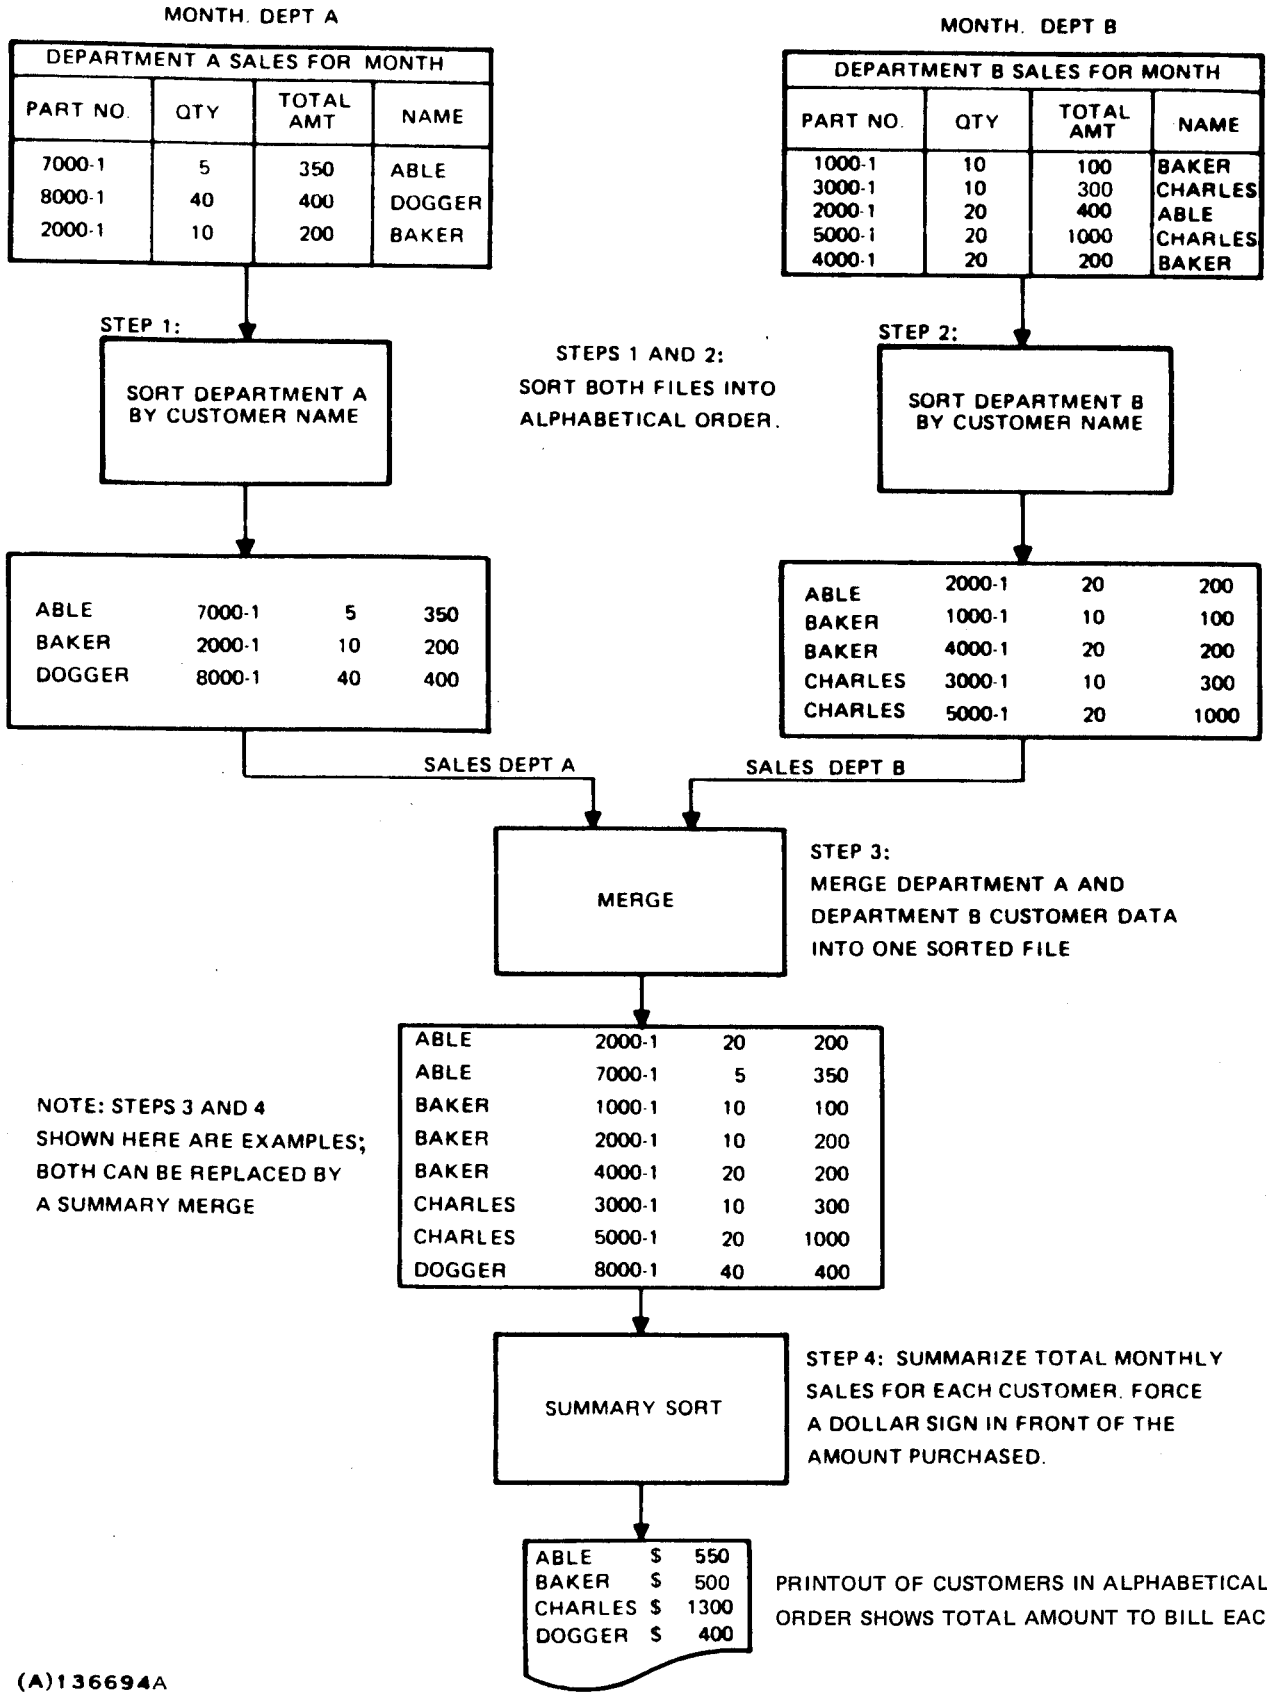 MONTH. DEPT A
MONTH. DEPT B
DEPARTMENT A SALES FOR MONTH
PART NO. QTY TOTAL AMT NAME
7000-1 5 350 ABLE
8000-1 40 400 DOGGER
2000-1 10 200 BAKER
DEPARTMENT B SALES FOR MONTH
PART NO. QTY TOTAL AMT NAME
1000-1 10 100 BAKER
3000-1 10 300 CHARLES
2000-1 20 400 ABLE
5000-1 20 1000 CHARLES
4000-1 20 200 BAKER
STEP 1:
SORT DEPARTMENT A
BY CUSTOMER NAME
STEPS 1 AND 2:
SORT BOTH FILES INTO
ALPHABETICAL ORDER.
STEP 2:
SORT DEPARTMENT B
BY CUSTOMER NAME
ABLE 7000-1 5 350
BAKER 2000-1 10 200
DOGGER 8000-1 40 400
ABLE 2000-1 20 200
BAKER 1000-1 10 100
BAKER 4000-1 20 200
CHARLES 3000-1 10 300
CHARLES 5000-1 20 1000
SALES DEPT A
SALES DEPT B
MERGE
STEP 3:
MERGE DEPARTMENT A AND
DEPARTMENT B CUSTOMER DATA
INTO ONE SORTED FILE
ABLE 2000-1 20 200
ABLE 7000-1 5 350
BAKER 1000-1 10 100
BAKER 2000-1 10 200
BAKER 4000-1 20 200
CHARLES 3000-1 10 300
CHARLES 5000-1 20 1000
DOGGER 8000-1 40 400
NOTE: STEPS 3 AND 4
SHOWN HERE ARE EXAMPLES;
BOTH CAN BE REPLACED BY
A SUMMARY MERGE
SUMMARY SORT
STEP 4: SUMMARIZE TOTAL MONTHLY
SALES FOR EACH CUSTOMER. FORCE
A DOLLAR SIGN IN FRONT OF THE
AMOUNT PURCHASED.
ABLE $ 550
BAKER $ 500
CHARLES $ 1300
DOGGER $ 400
PRINTOUT OF CUSTOMERS IN ALPHABETICAL
ORDER SHOWS TOTAL AMOUNT TO BILL EAC
(A)136694A